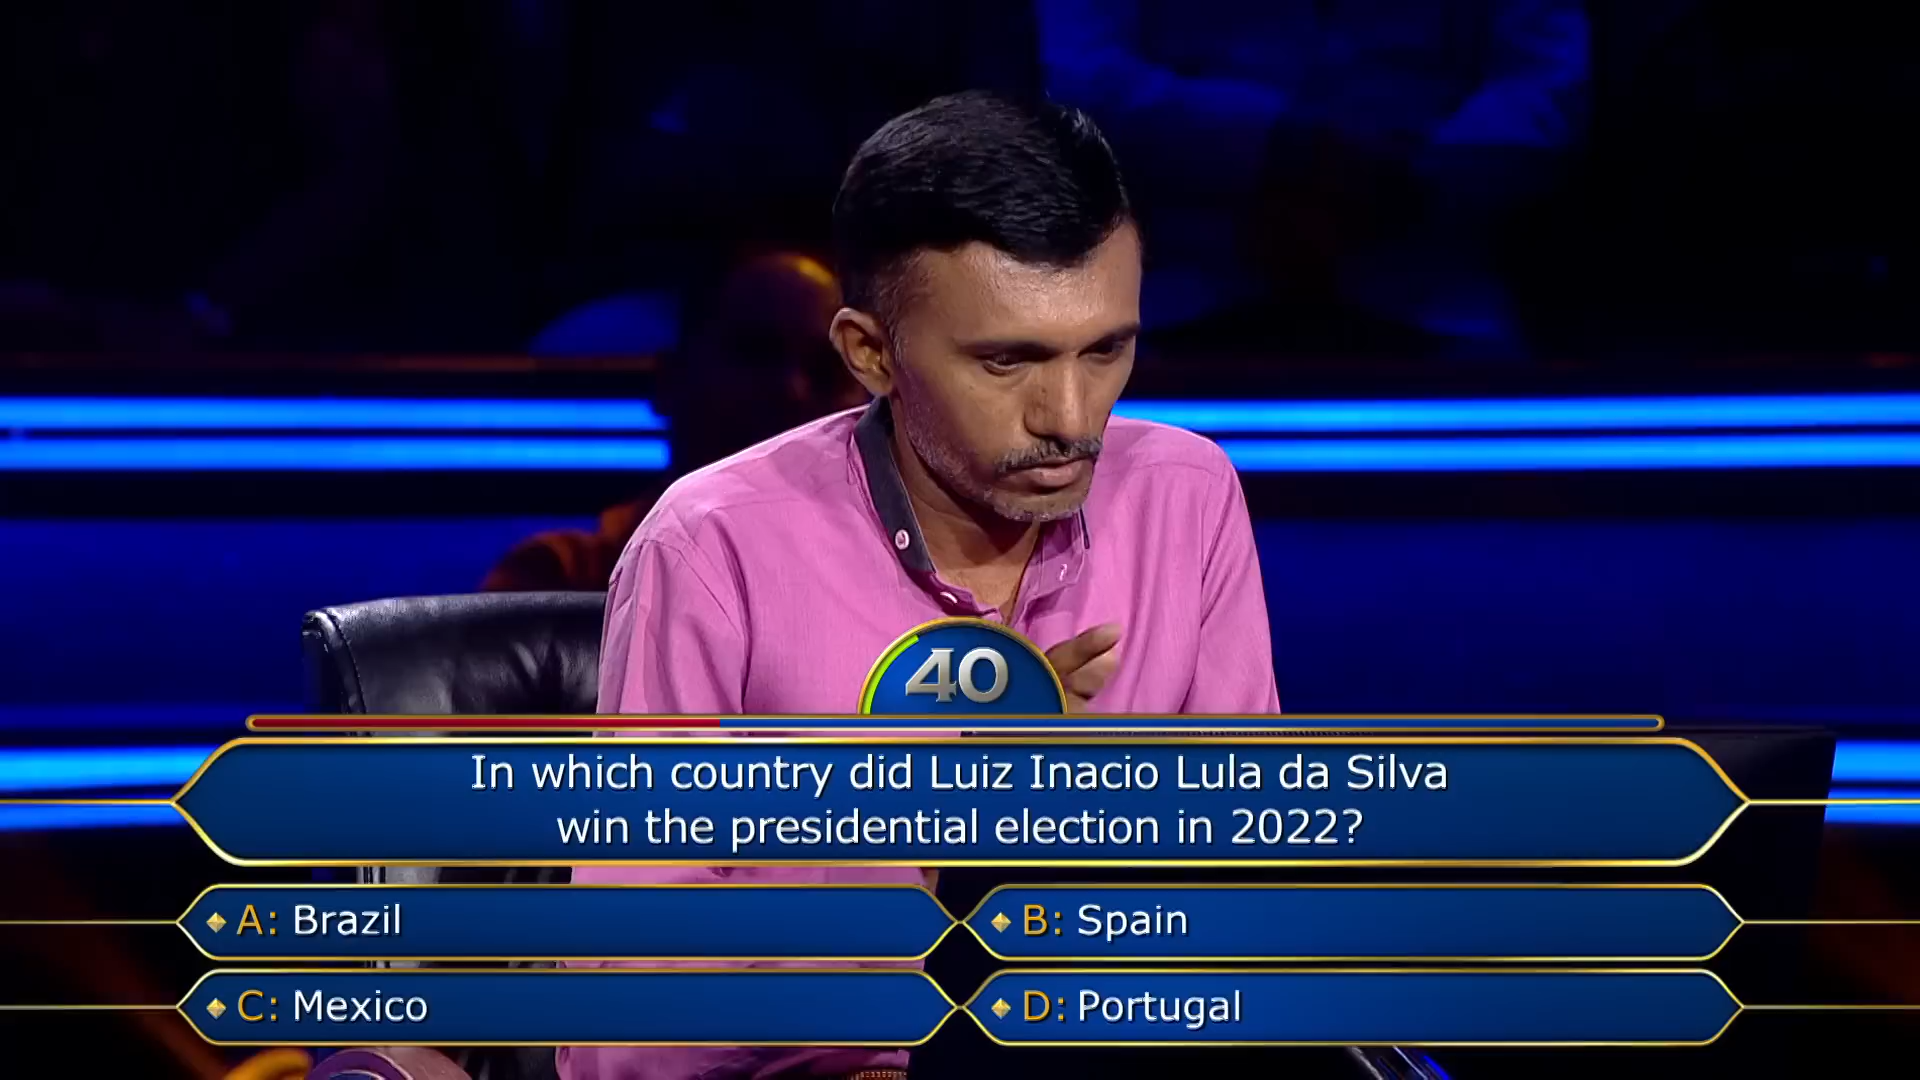 40
In which country did Luiz Inacio Lula da Silva
win the presidential election in 2022?
A: Brazil
B: Spain
C: Mexico
D: Portugal